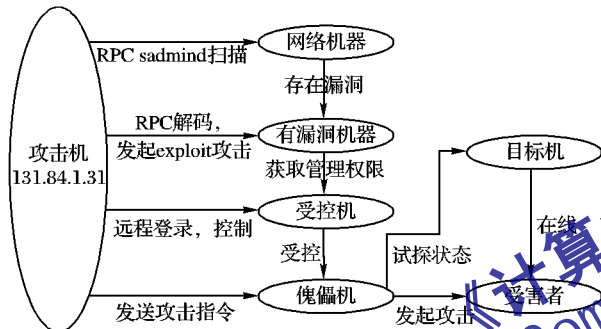 网络机器
RPC sadmind扫描
存在漏洞
RPC解码，
发起exploit攻击
有漏洞机器
攻击机
131.84.1.31
目标机
获取管理权限
受控机
远程登录，控制
在线
受控
试探状态
发送攻击指令
傀儡机
发起攻击
受害者
《计算